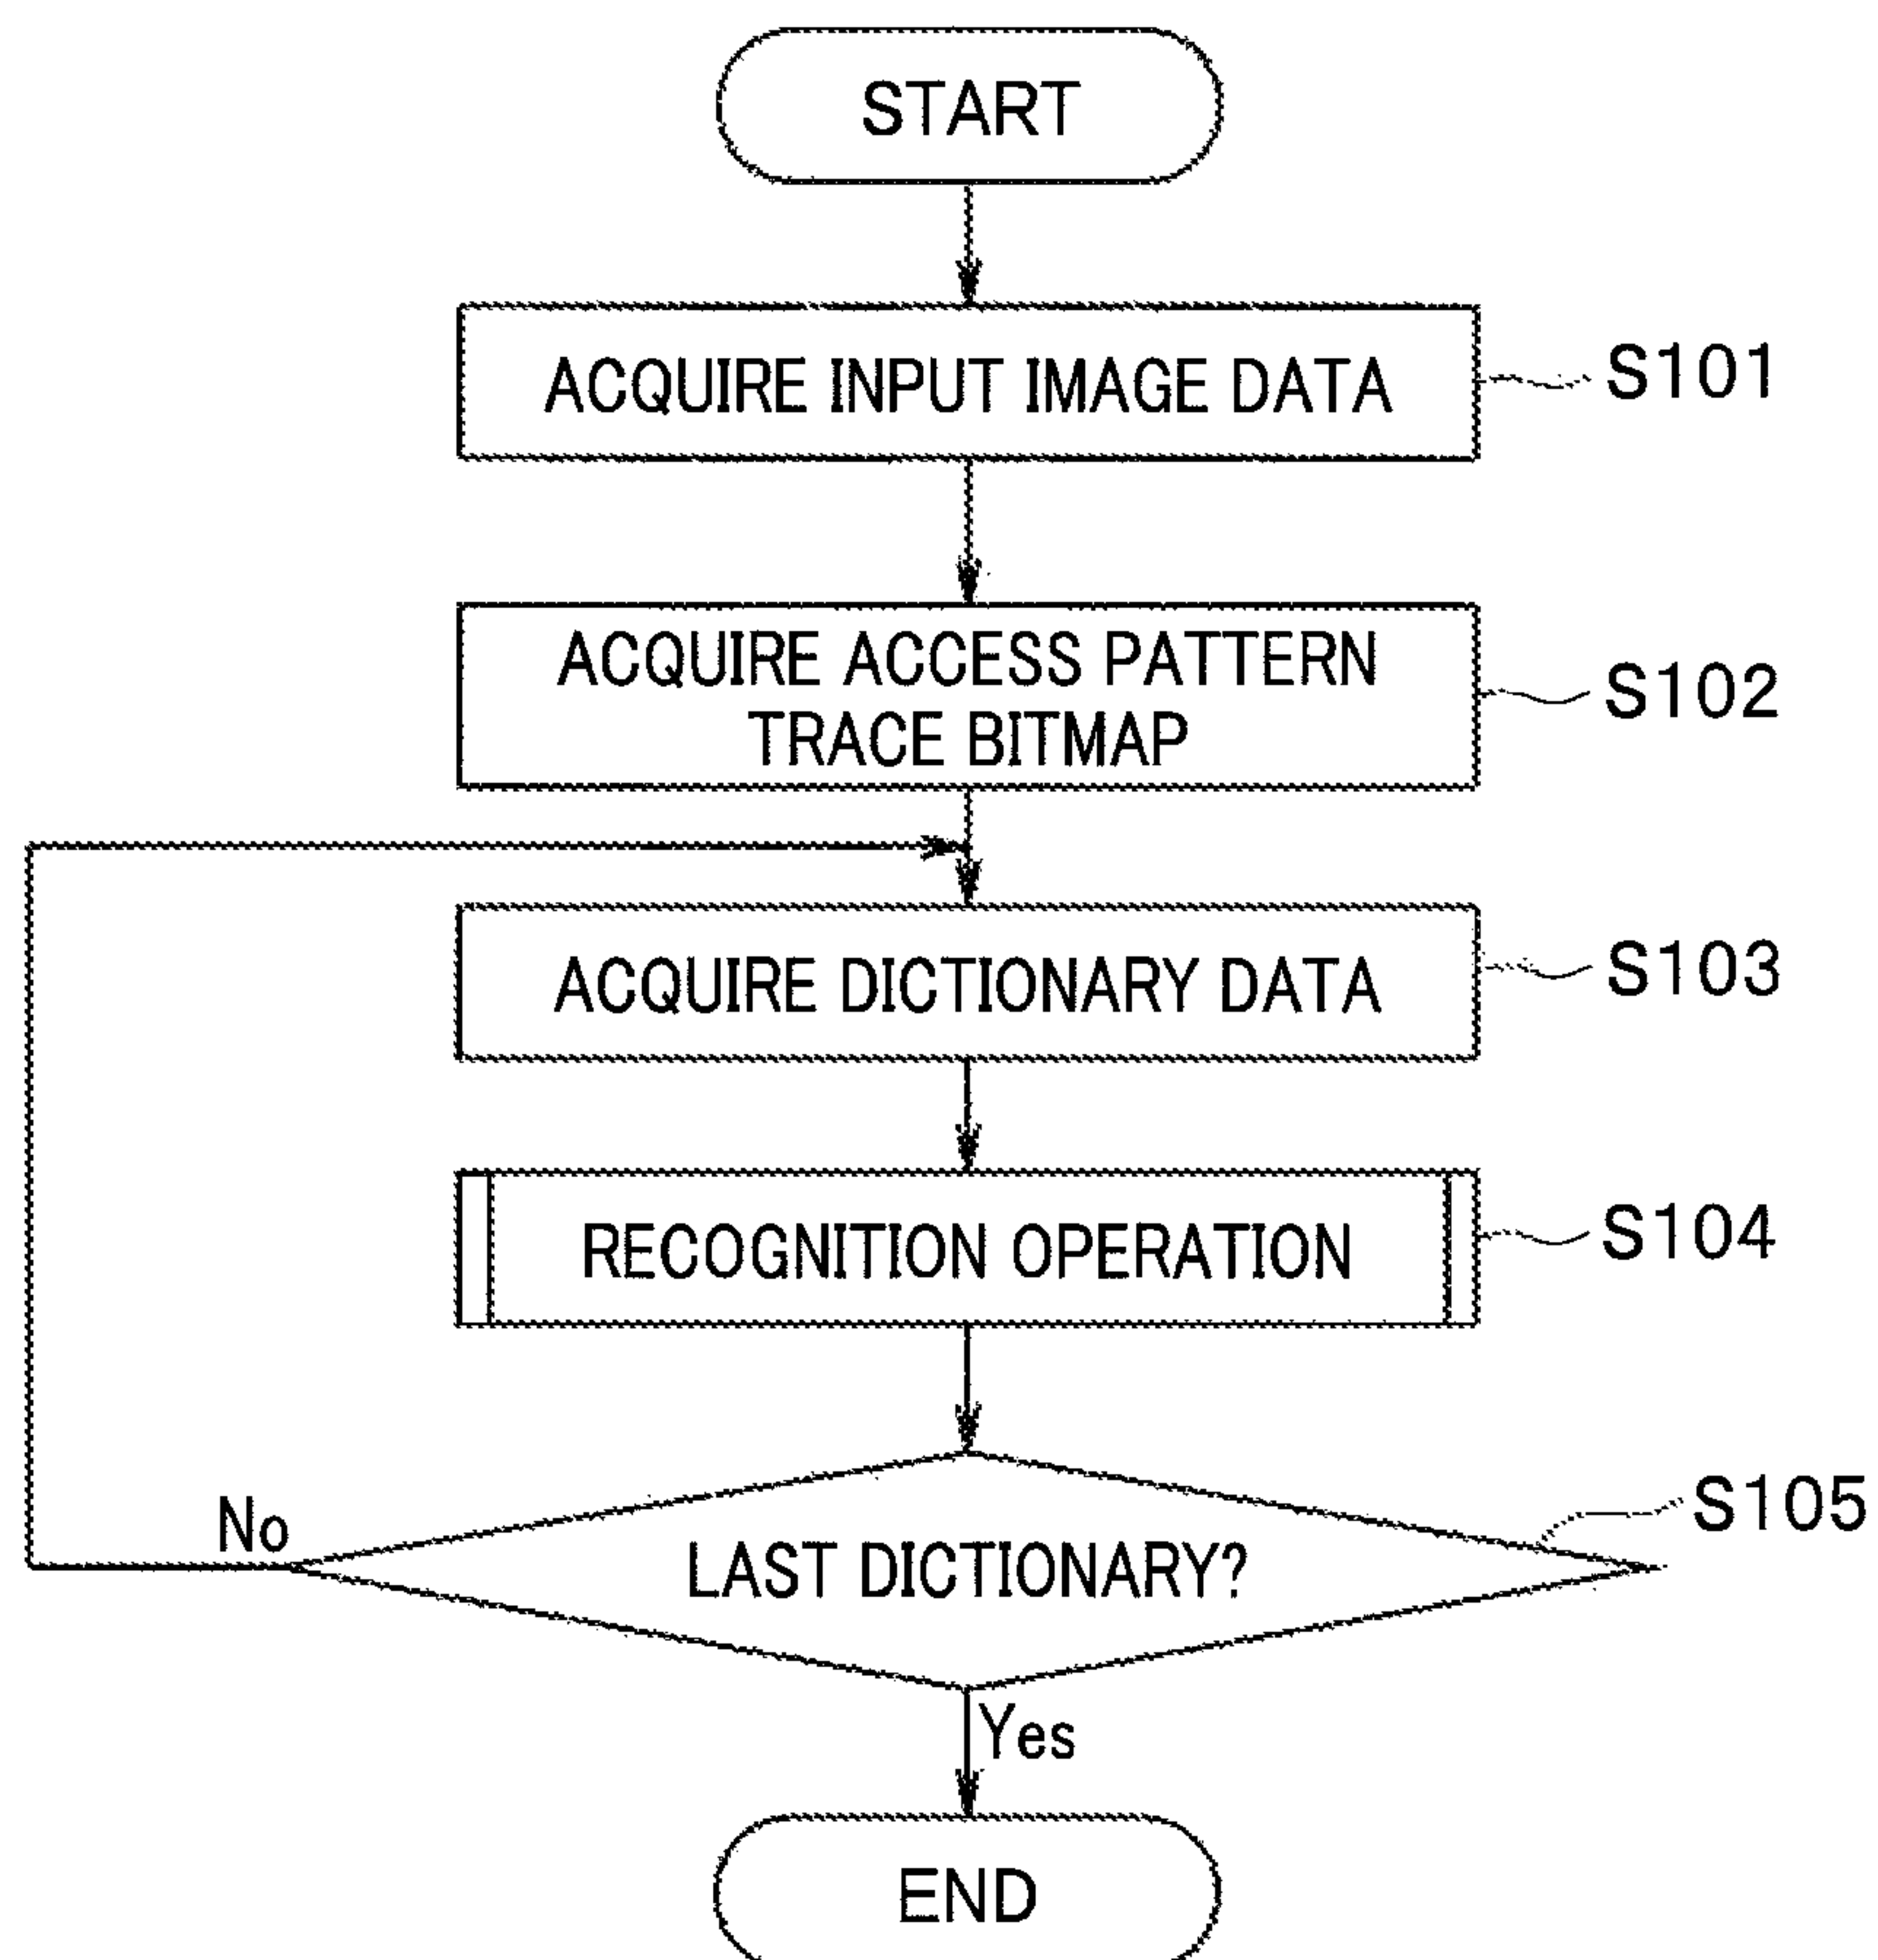 START
ACQUIRE INPUT IMAGE DATA
S101
ACQUIRE ACCESS PATTERN
TRACE BITMAP
S102
ACQUIRE DICTIONARY DATA
S103
RECOGNITION OPERATION
S104
No
LAST DICTIONARY?
S105
Yes
END